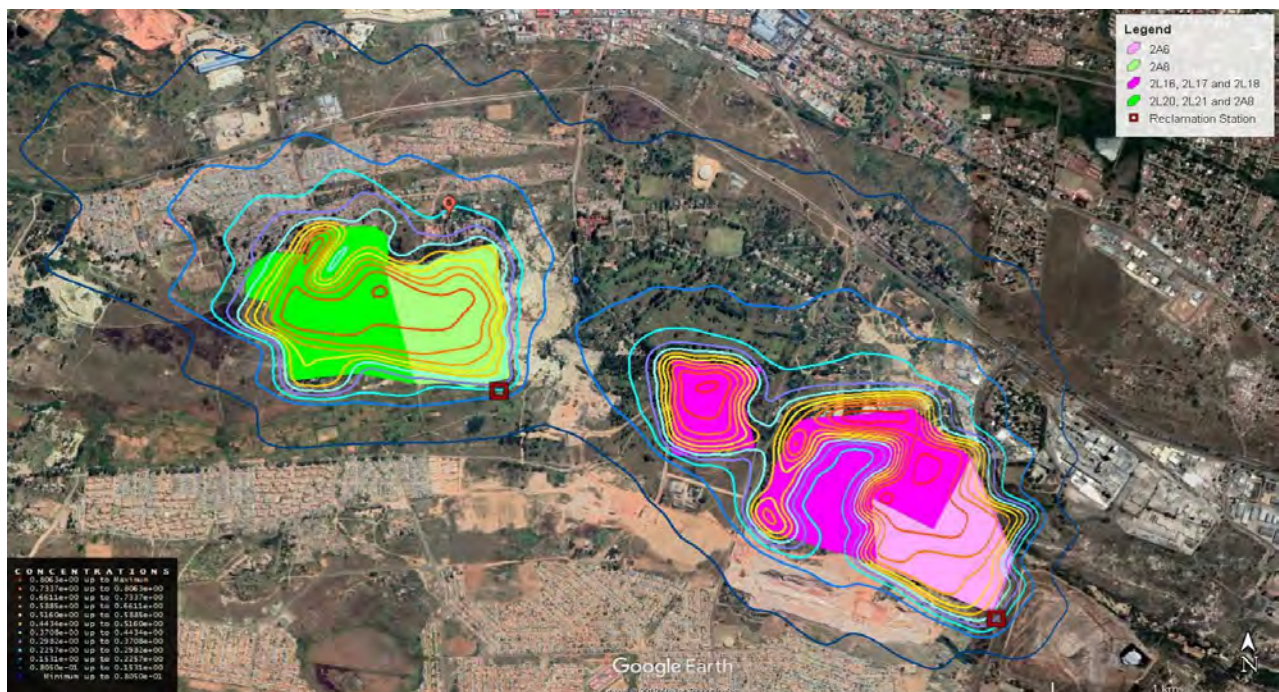 Legend
2A6
2A8
2L16, 2L17 and 2L18
2L20, 2L21 and 2A8
Reclamation Station
CONCENTRATIONS
0.8063e+00 up to Maximum
0.7337e+00 up to 0.8063e+00
0.6611e+00 up to 0.7337e+00
0.5885e+00 up to 0.6611e+00
0.5160e+00 up to 0.5885e+00
0.4434e+00 up to 0.5160e+00
0.3708e+00 up to 0.4434e+00
0.2982e+00 up to 0.3708e+00
0.2257e+00 up to 0.2982e+00
0.1531e+00 up to 0.2257e+00
0.8050e-01 up to 0.1531e+00
Minimum up to 0.8050e-01
Google Earth
N